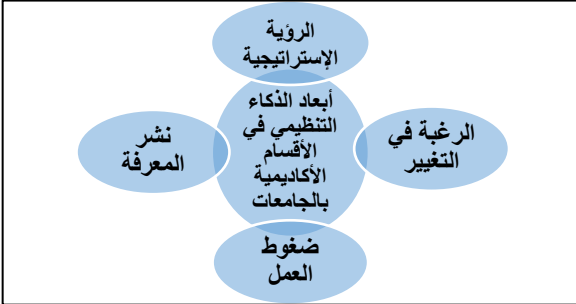 الرؤية
الإستراتيجية
أبعاد الذكاء
التنظيمي في
الأقسام
الأكاديمية
بالجامعات
الرغبة في
التغيير
نشر
المعرفة
ضغوط
العمل